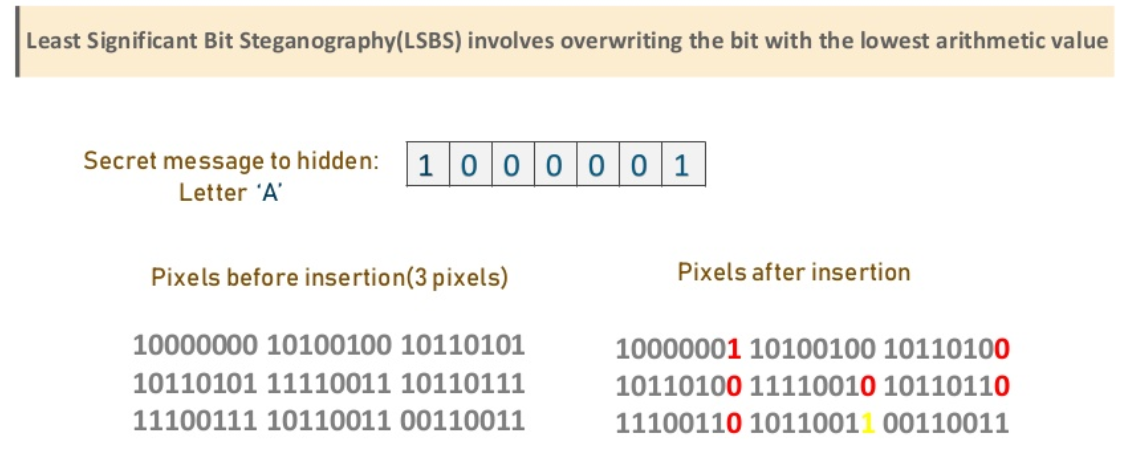 Least Significant Bit Steganography(LSBS) involves overwriting the bit with the lowest arithmetic value
Secret message to hidden: 1 0 0 0 0 0 1
Letter ‘A’
Pixels before insertion(3 pixels)
10000000 10100100 10110101
10110101 11110011 10110111
11100111 10110011 00110011
Pixels after insertion
10000001 10100100 10110100
10110100 11110010 10110110
11100110 10110011 00110011